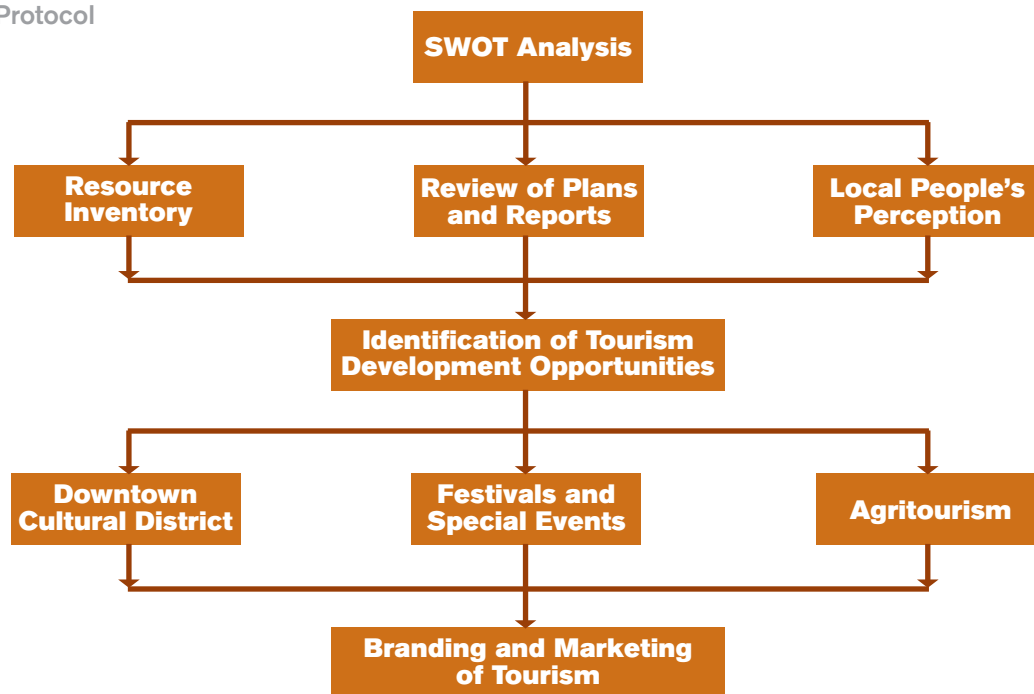 Protocol
SWOT Analysis
Resource
Inventory
Review of Plans
and Reports
Local People’s
Perception
Identification of Tourism
Development Opportunities
Downtown
Cultural District
Festivals and
Special Events
Agritourism
Branding and Marketing
of Tourism